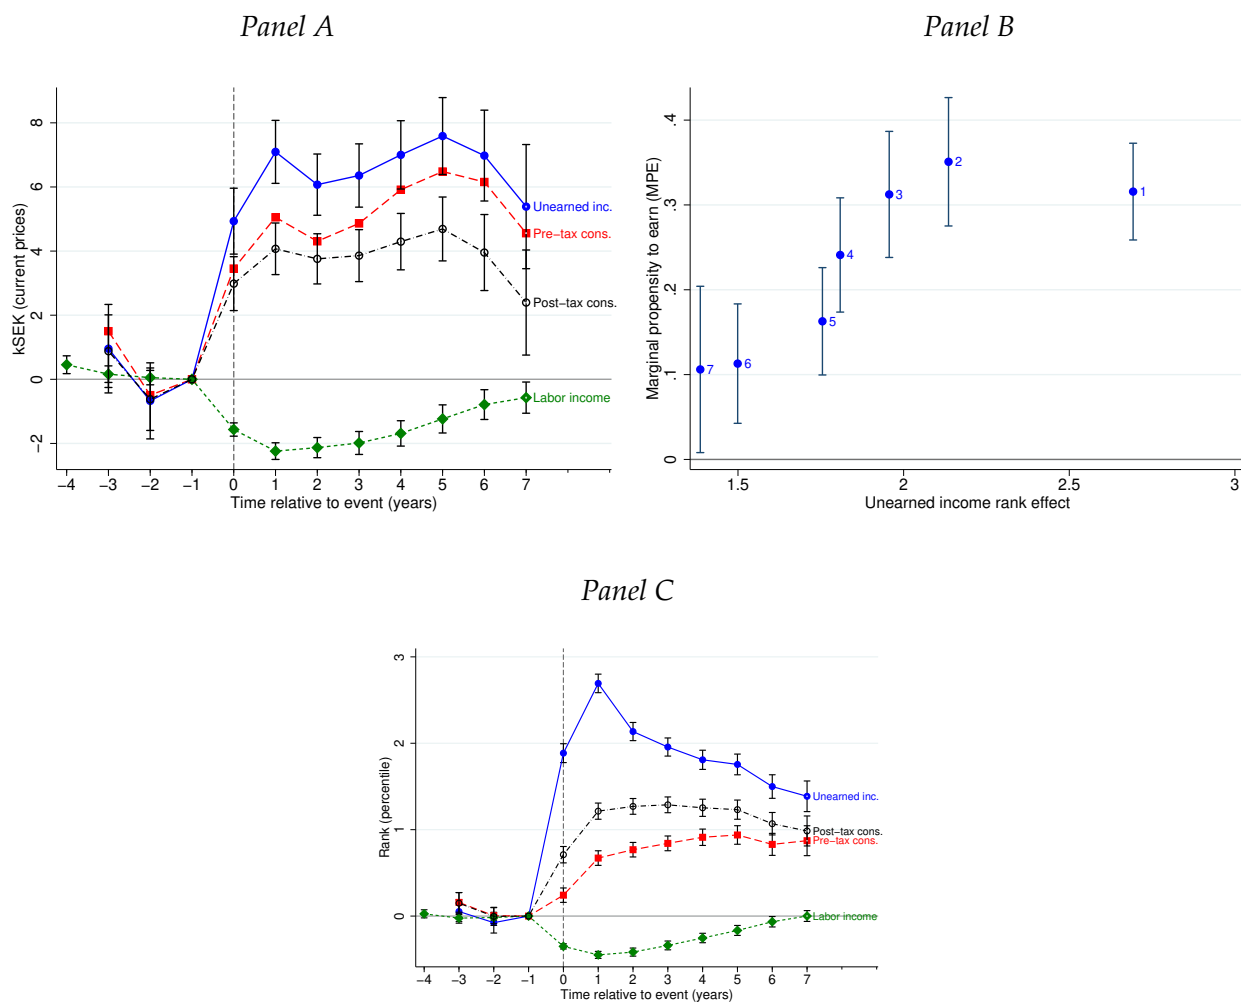 Panel A
8
6
4
2
0
−2
kSEK (current prices)
Unearned inc.
Pre−tax cons.
Post−tax cons.
Labor income
−4 −3 −2 −1 0 1 2 3 4 5 6 7
Time relative to event (years)
Panel B
.4
.3
.2
.1
0
Marginal propensity to earn (MPE)
7
6
5
4
3
2
1
1.5 2 2.5 3
Unearned income rank effect
Panel C
3
2
1
0
Rank (percentile)
Unearned inc.
Post−tax cons.
Pre−tax cons.
Labor income
−4 −3 −2 −1 0 1 2 3 4 5 6 7
Time relative to event (years)